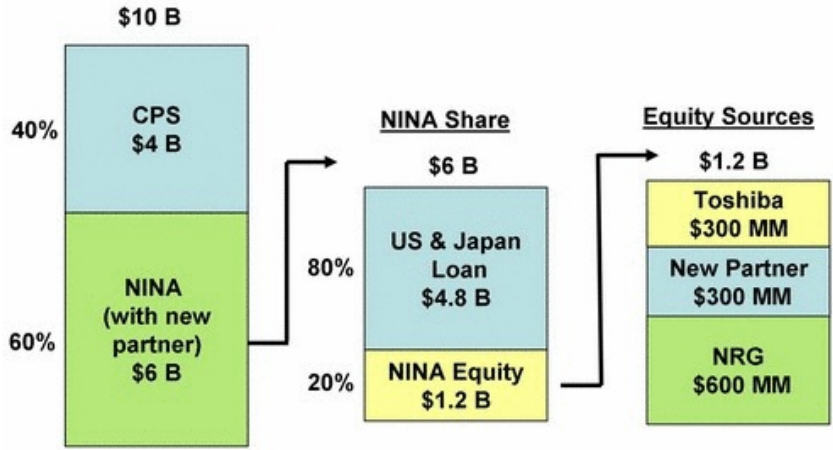 $10 B
40%
CPS
$4 B
60%
NINA
(with new
partner)
$6 B
NINA Share
$6 B
80%
US & Japan
Loan
$4.8 B
20%
NINA Equity
$1.2 B
Equity Sources
$1.2 B
Toshiba
$300 MM
New Partner
$300 MM
NRG
$600 MM